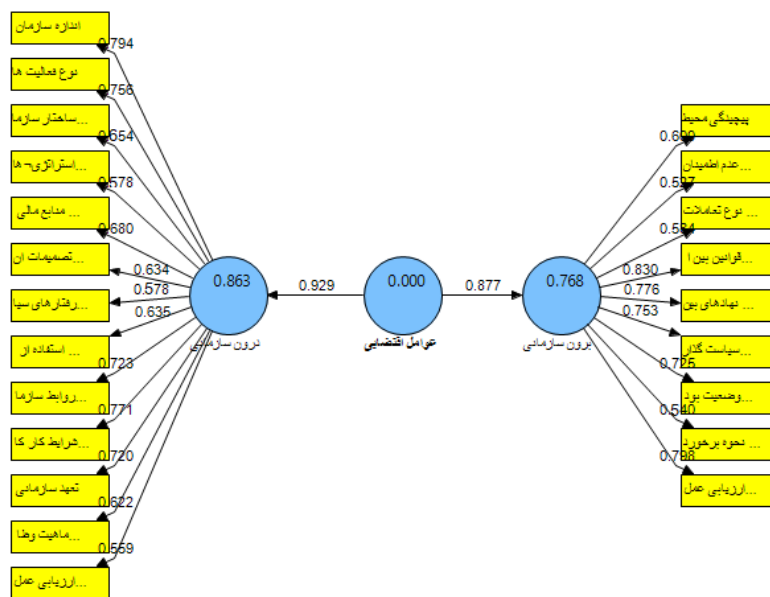 اندازه سازمان
0.794
نوع فعالیت ها
0.756
ساختار سازما...
0.654
استراتژی¬ها...
0.578
منابع مالی ...
0.680
تصمیمات ان...
0.634
رفتارهای سیا...
0.578
استفاده از ...
0.635
روابط سازما...
0.723
شرایط کار کا...
0.771
تعهد سازمانی
0.720
ماهیت وظا...
0.622
ارزیابی عمل...
0.559
0.863
درون سازمانی
0.929
0.000
عوامل اقتضایی
0.877
0.768
برون سازمانی
پیچیدگی محیط
عدم اطمینان...
نوع تعاملات ...
قوانین بین ا...
0.830
نهادهای بین ...
0.776
سیاست گذار...
0.753
وضعیت بود...
0.725
نحوه برخورد ...
0.540
ارزیابی عمل...
0.798